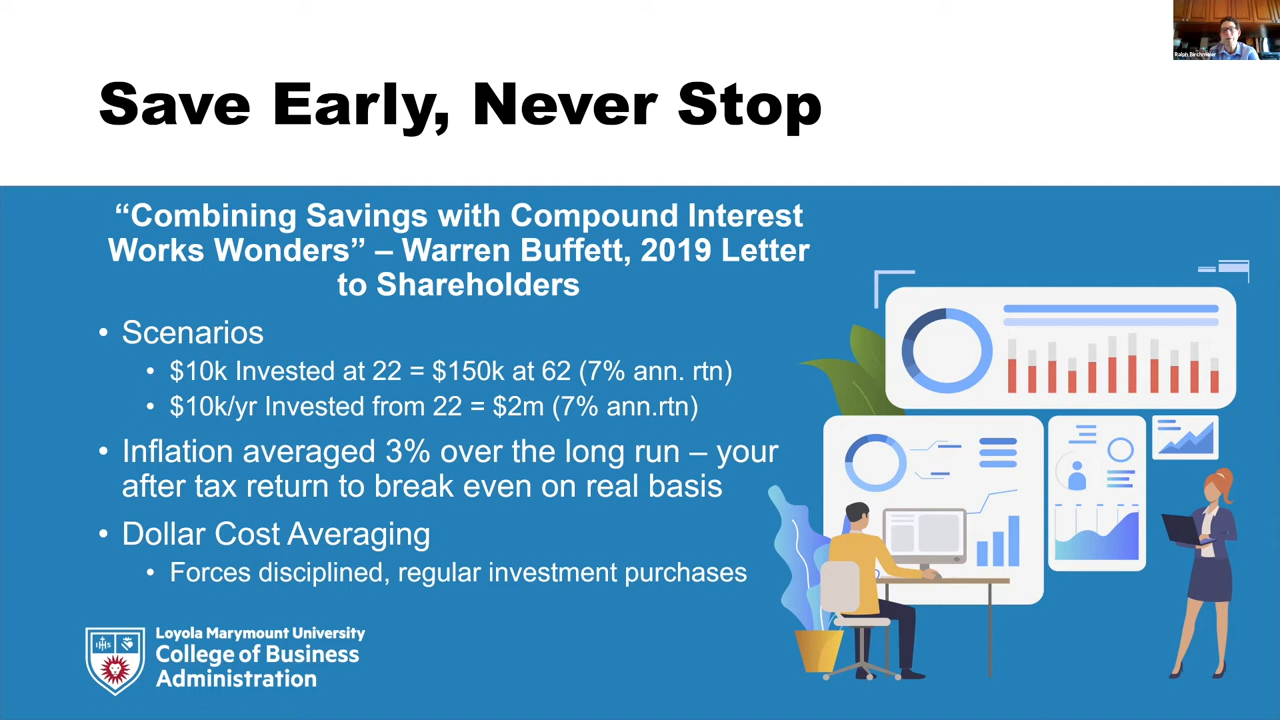 Ralph Birchmeier
Save Early, Never Stop
“Combining Savings with Compound Interest
Works Wonders” – Warren Buffett, 2019 Letter
to Shareholders
• Scenarios
• $10k Invested at 22 = $150k at 62 (7% ann. rtn)
• $10k/yr Invested from 22 = $2m (7% ann.rtn)
• Inflation averaged 3% over the long run – your
after tax return to break even on real basis
• Dollar Cost Averaging
• Forces disciplined, regular investment purchases
IHS
Loyola Marymount University
College of Business
Administration